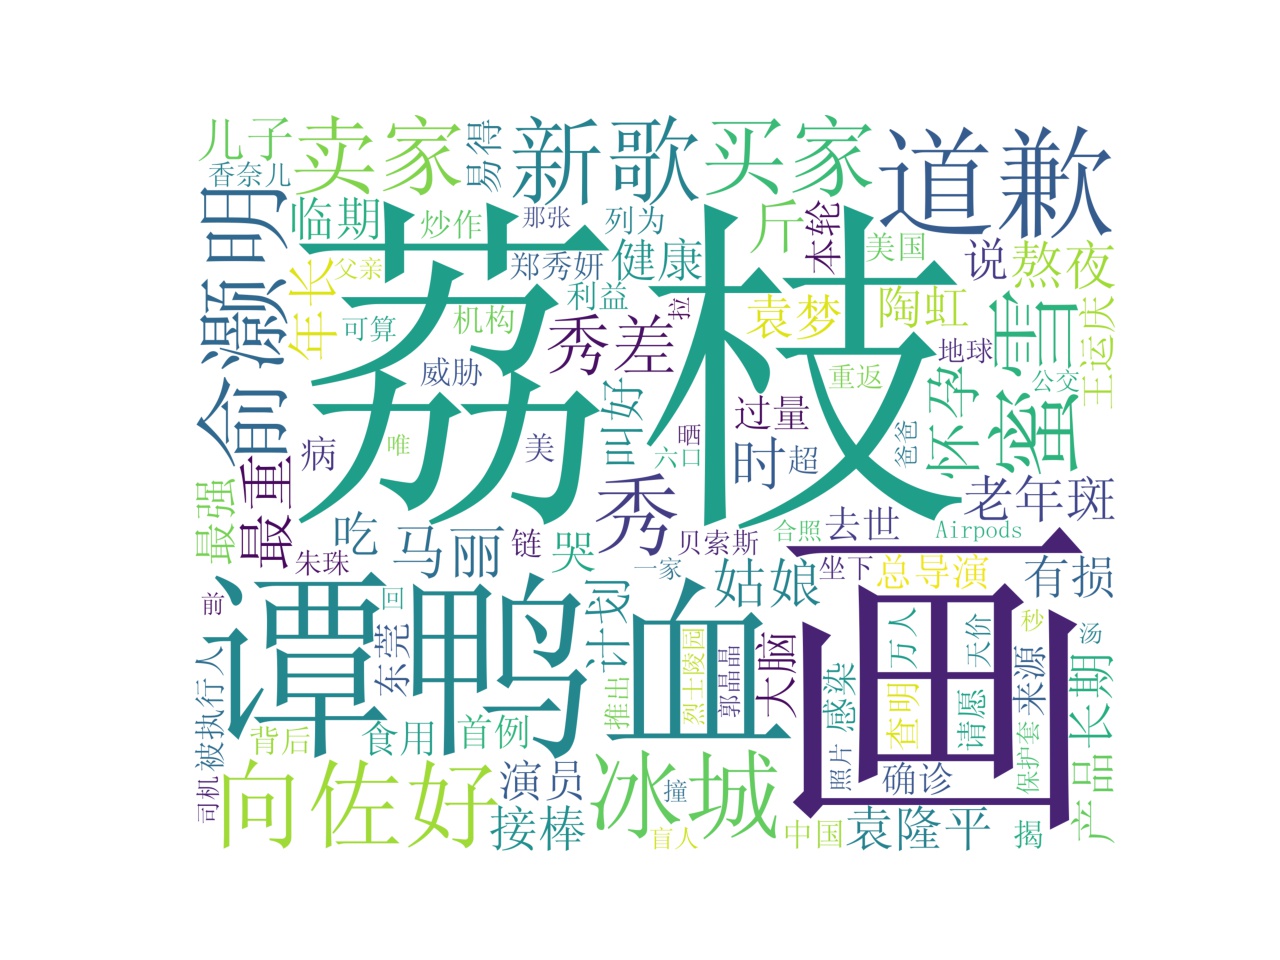 儿子
卖家
易得
新歌
买家
道歉
香奈儿
俞灏明
临期
炒作
那张
列为
斤
本轮
美国
说
熬夜
荔枝
年长
父亲
郑秀妍
健康
利益
拉
袁梦
陶虹
蜜雪
王运庆
可算
机构
秀差
地球
威胁
重返
公交
叫好
过量
怀孕
病
唯
美
晒
六口
时
超
爸爸
最强
最重
吃
马丽
链
哭
秀
贝索斯
合照
去世
Airpods
老年斑
朱珠
一家
坐下
总导演
有损
前
谭
鸭血
回
计划
姑娘
画
万人
天价
秒
汤
东莞
推出
烈士陵园
郭晶晶
大脑
感染
查明
请愿
来源
长期
被执行人
背后
食用
首例
照片
保护套
产品
司机
向佐好
演员
接棒
冰城
撞
盲人
中国
确诊
袁隆平
揭